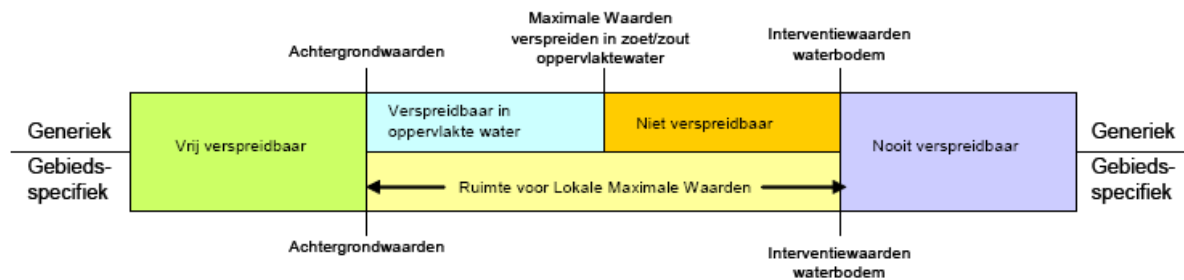 Maximale Waarden
verspreiden in zoet/zout
oppervlaktewater
Achtergrondwaarden
Interventiewaarden
waterbodem
Generiek
Gebieds-
specifiek
Vrij verspreidbaar
Verspreidbaar in
oppervlakte water
Niet verspreidbaar
Nooit verspreidbaar
Ruimte voor Lokale Maximale Waarden
Generiek
Gebieds-
specifiek
Achtergrondwaarden
Interventiewaarden
waterbodem